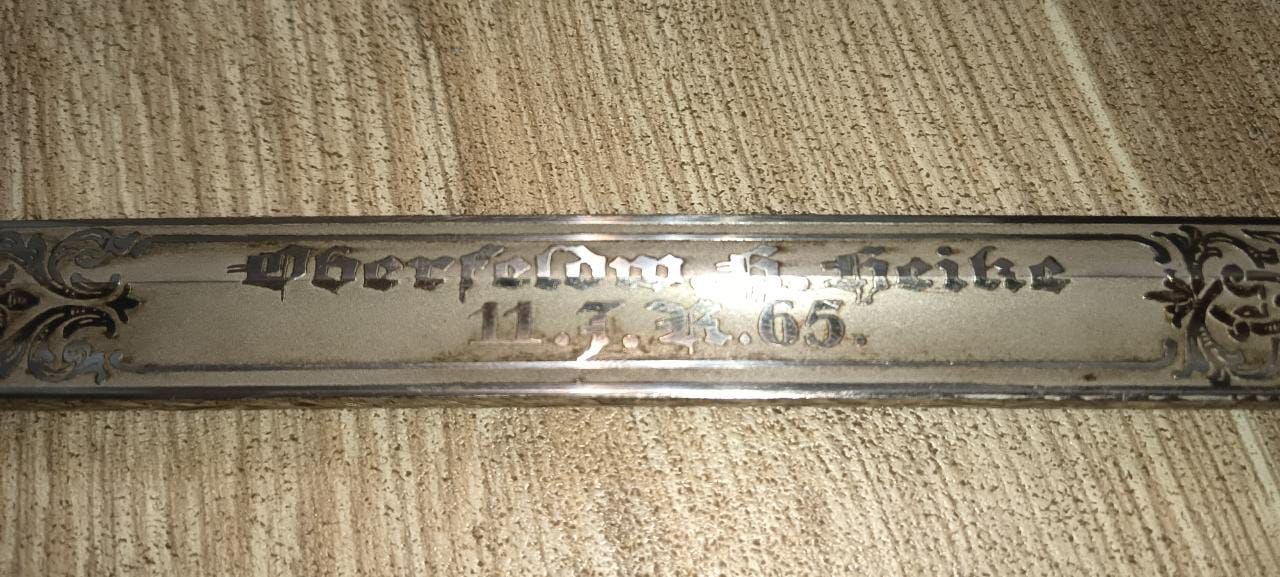 Oberfeldw. H. Heike
11. J. R. 65.